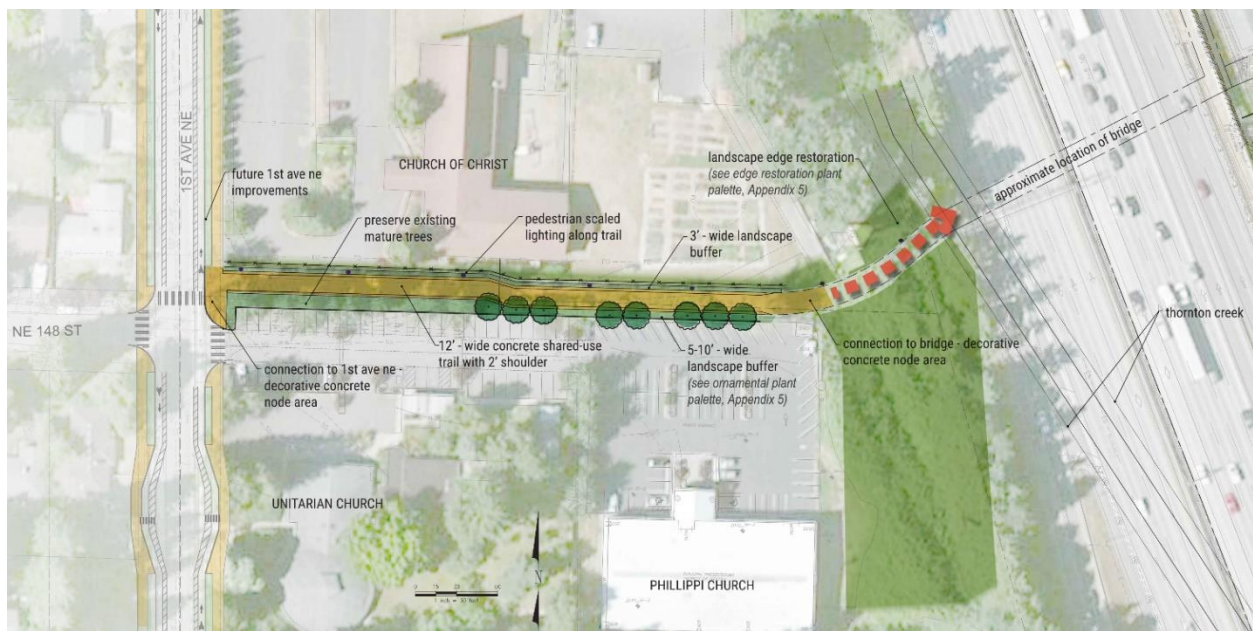 1ST AVE NE
future 1st ave ne
improvements
CHURCH OF CHRIST
preserve existing
mature trees
pedestrian scaled
lighting along trail
landscape edge restoration
(see edge restoration plant
palette, Appendix 5)
3' - wide landscape
buffer
approximate location of bridge
NE 148 ST
connection to 1st ave ne -
decorative concrete
node area
12' - wide concrete shared-use
trail with 2' shoulder
5-10' - wide
landscape buffer
(see ornamental plant
palette, Appendix 5)
connection to bridge - decorative
concrete node area
thornton creek
UNITARIAN CHURCH
N
PHILLIPPI CHURCH